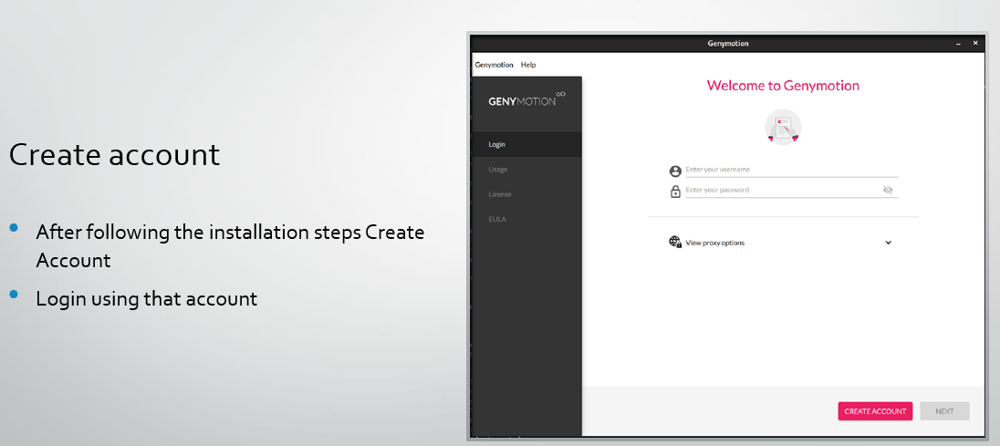 Create account
After following the installation steps Create
Account
Login using that account
Genymotion
Genymotion Help
GENYMOTION
Login
Usage
License
EULA
Welcome to Genymotion
Enter your username
Enter your password
View proxy options
CREATE ACCOUNT
NEXT